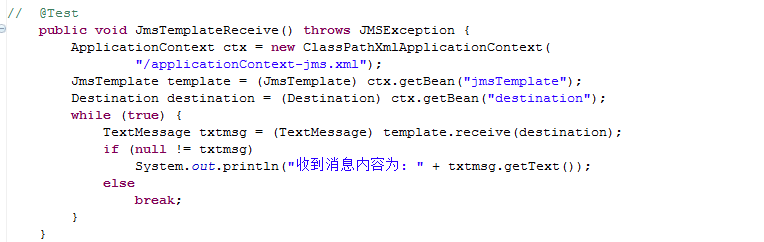 //  @Test
    public void JmsTemplateReceive() throws JMSException {
        ApplicationContext ctx = new ClassPathXmlApplicationContext(
                "/applicationContext-jms.xml");
        JmsTemplate template = (JmsTemplate) ctx.getBean("jmsTemplate");
        Destination destination = (Destination) ctx.getBean("destination");
        while (true) {
            TextMessage txtmsg = (TextMessage) template.receive(destination);
            if (null != txtmsg)
                System.out.println("收到消息内容为: " + txtmsg.getText());
            else
                break;
        }
    }